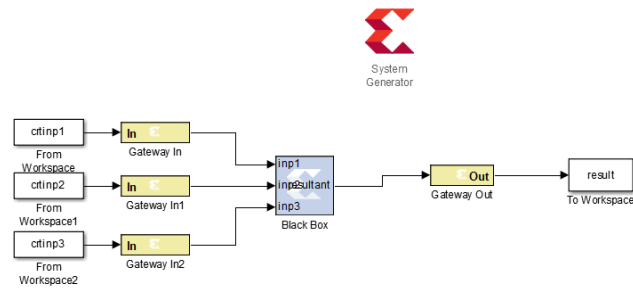 System
Generator
crtinp1
In
From
Workspace
Gateway In
crtinp2
In
From
Workspace1
Gateway In1
crtinp3
In
From
Workspace2
Gateway In2
inp1
inp2
resultant
inp3
Black Box
Out
Gateway Out
result
To Workspace